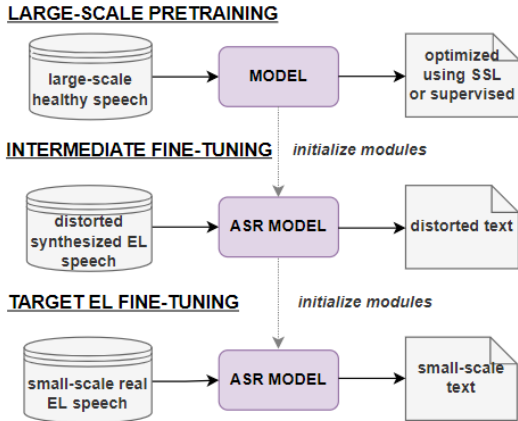 LARGE-SCALE PRETRAINING
large-scale
healthy speech
MODEL
optimized
using SSL
or supervised
INTERMEDIATE FINE-TUNING
initialize modules
distorted
synthesized EL
speech
ASR MODEL
distorted text
TARGET EL FINE-TUNING
initialize modules
small-scale real
EL speech
ASR MODEL
small-scale
text